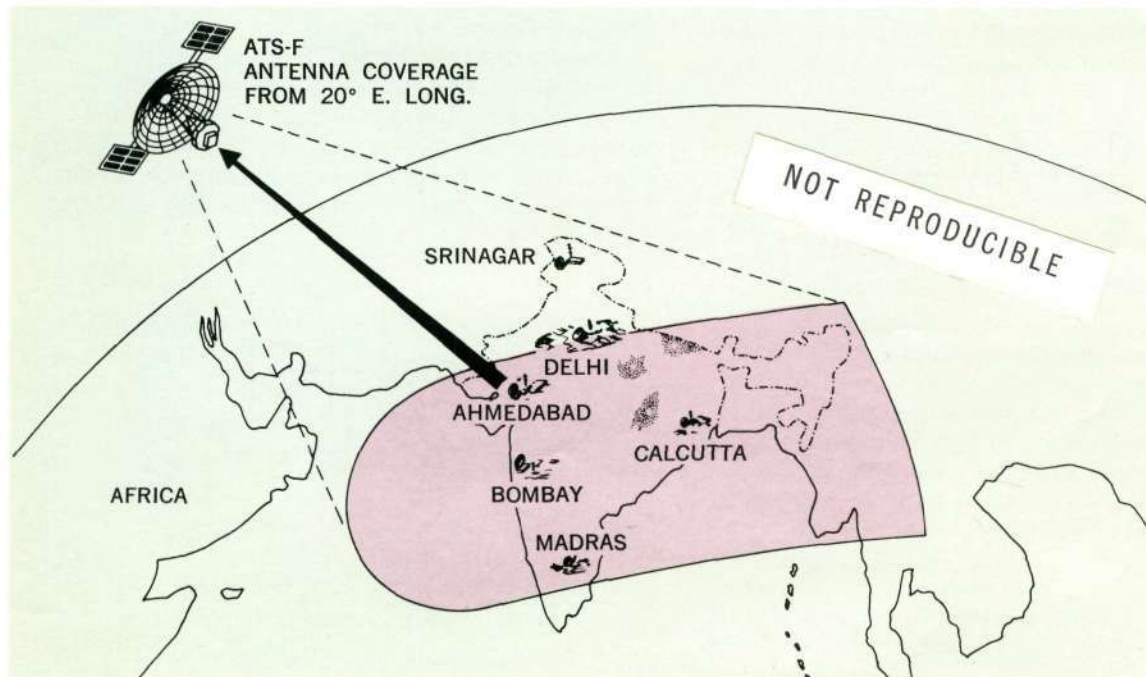 ATS-F
ANTENNA COVERAGE
FROM 20° E. LONG.
NOT REPRODUCIBLE
SRINAGAR
DELHI
AHMEDABAD
CALCUTTA
AFRICA
BOMBAY
MADRAS